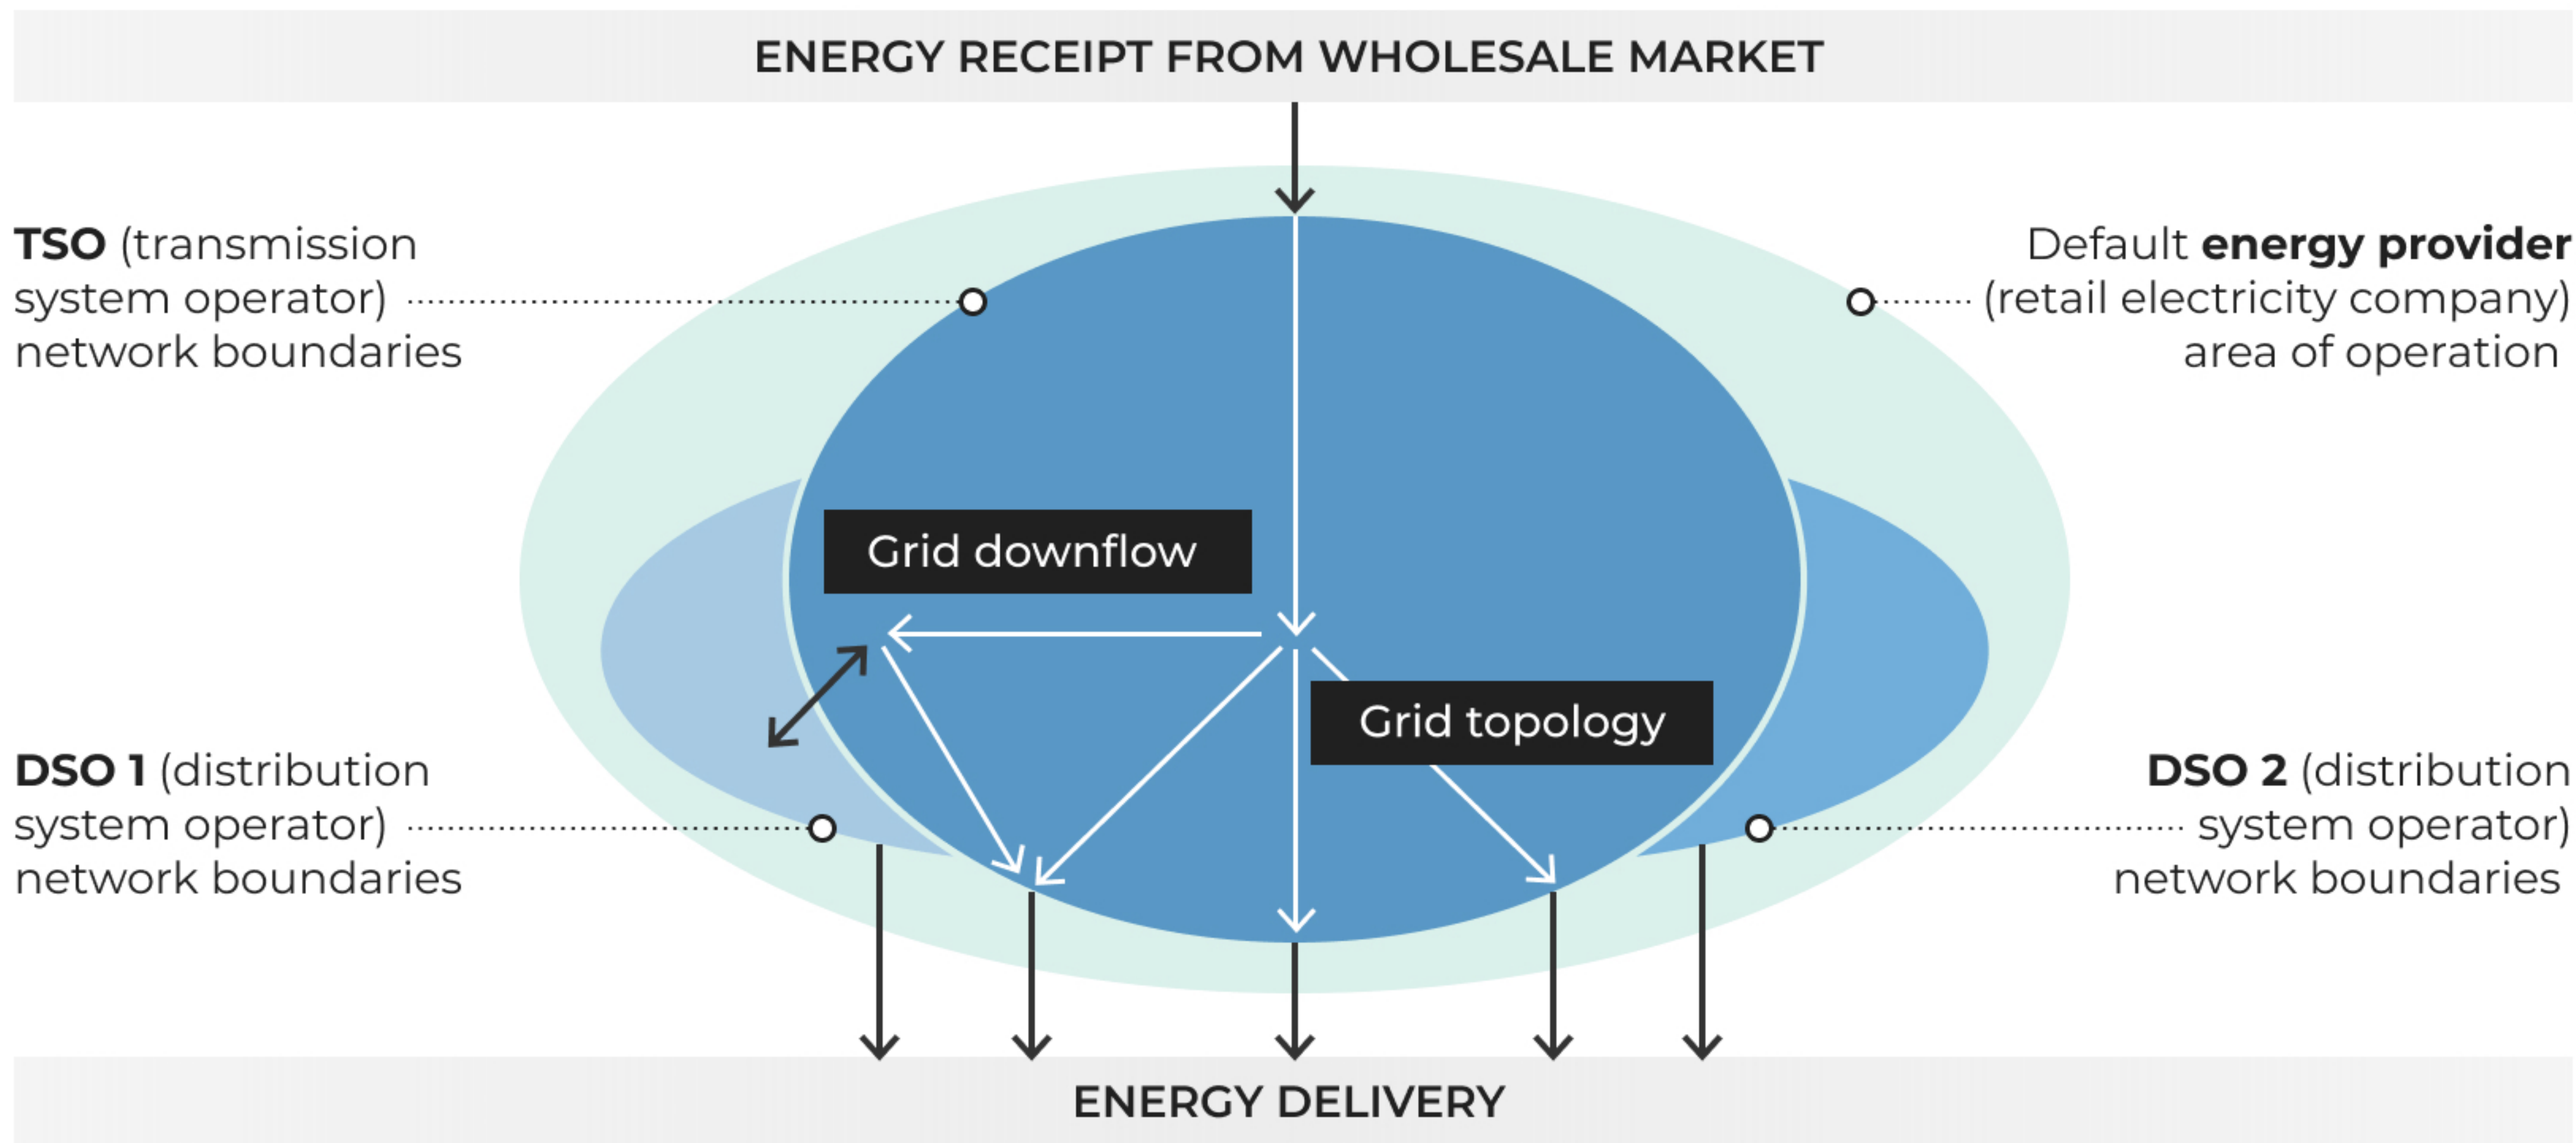 ENERGY RECEIPT FROM WHOLESALE MARKET
TSO (transmission
system operator)
network boundaries
Default energy provider
(retail electricity company)
area of operation
Grid downflow
Grid topology
DSO 1 (distribution
system operator)
network boundaries
DSO 2 (distribution
system operator)
network boundaries
ENERGY DELIVERY